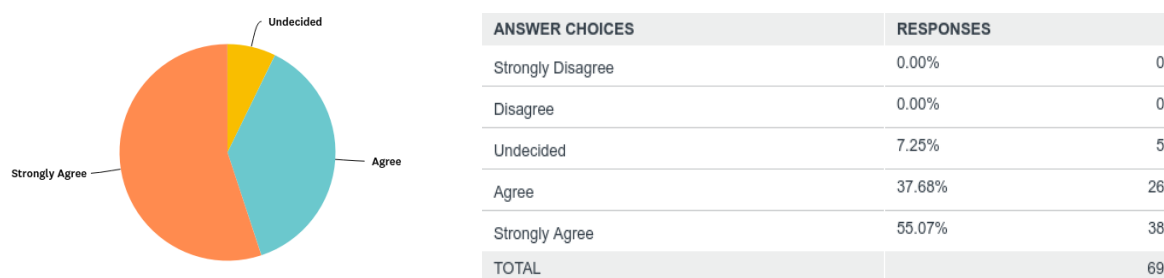 Undecided
Agree
Strongly Agree
ANSWER CHOICES RESPONSES
Strongly Disagree 0.00% 0
Disagree 0.00% 0
Undecided 7.25% 5
Agree 37.68% 26
Strongly Agree 55.07% 38
TOTAL 69